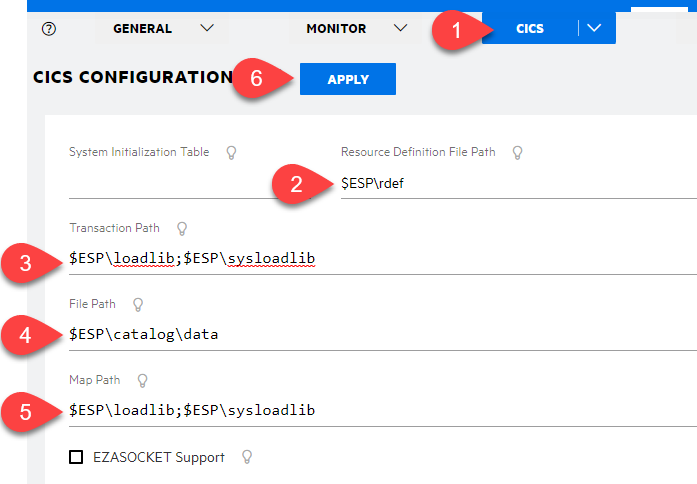 ? GENERAL MONITOR 1 CICS
CICS CONFIGURATION 6 APPLY
System Initialization Table Resource Definition File Path
2 $ESP\rdef
Transaction Path
3 $ESP\loadlib;$ESP\sysloadlib
File Path
4 $ESP\catalog\data
Map Path
5 $ESP\loadlib;$ESP\sysloadlib
EZASOCKET Support